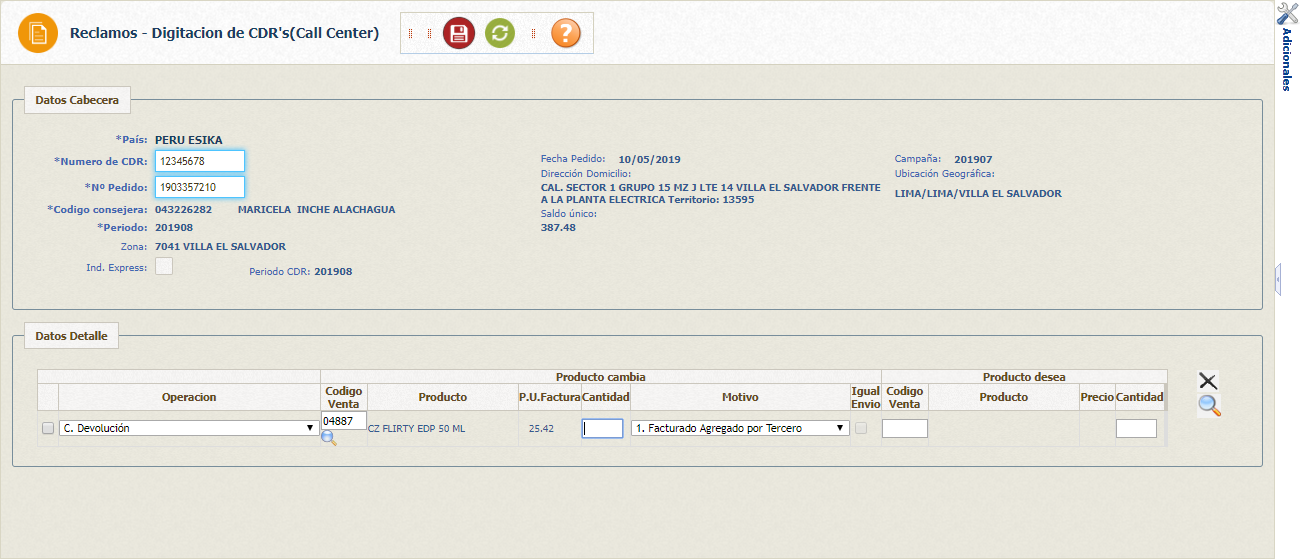 Reclamos - Digitacion de CDR's(Call Center)
?
Adicionales
Datos Cabecera
*País: PERU ESIKA
*Numero de CDR: 12345678
*Nº Pedido: 1903357210
*Codigo consejera: 043226282 MARICELA INCHE ALACHAGUA
*Periodo: 201908
Zona: 7041 VILLA EL SALVADOR
Ind. Express: Periodo CDR: 201908
Fecha Pedido: 10/05/2019
Dirección Domicilio:
CAL. SECTOR 1 GRUPO 15 MZ J LTE 14 VILLA EL SALVADOR FRENTE
A LA PLANTA ELECTRICA Territorio: 13595
Saldo único:
387.48
Campaña: 201907
Ubicación Geográfica:
LIMA/LIMA/VILLA EL SALVADOR
Datos Detalle
Producto cambia Producto desea
Operacion Codigo Venta Producto P.U.Factura Cantidad Motivo Igual Envio Codigo Venta Producto Precio Cantidad
C. Devolución 04887 CZ FLIRTY EDP 50 ML 25.42 1. Facturado Agregado por Tercero